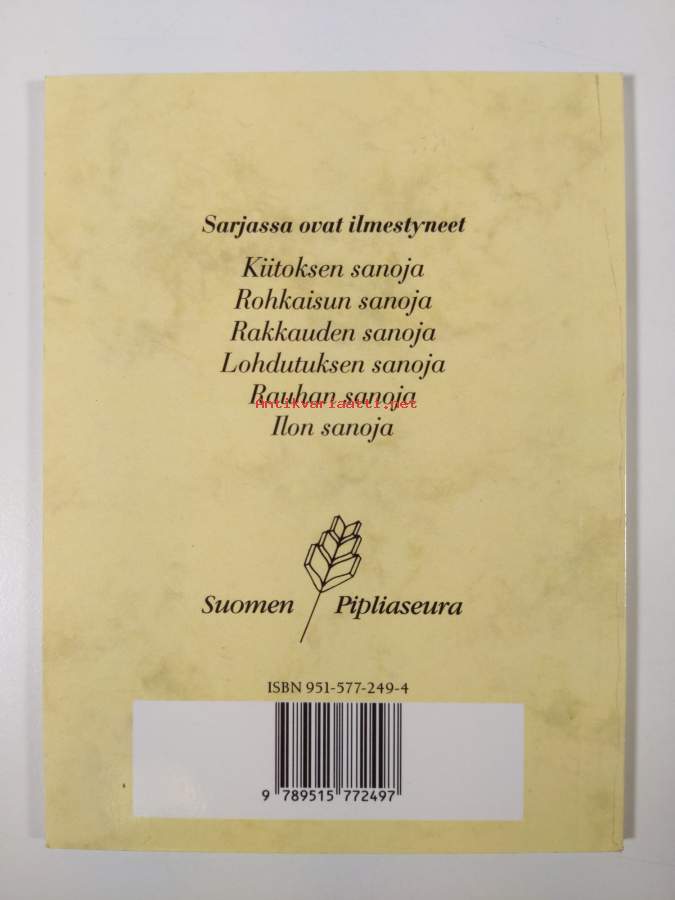 Sarjassa ovat ilmestyneet
Kiitoksen sanoja
Rohkaisun sanoja
Rakkauden sanoja
Lohdutuksen sanoja
Rauhan sanoja
Antikvariaatti.net
Ilon sanoja
Suomen Pipliaseura
ISBN 951-577-249-4
9 789515 772497